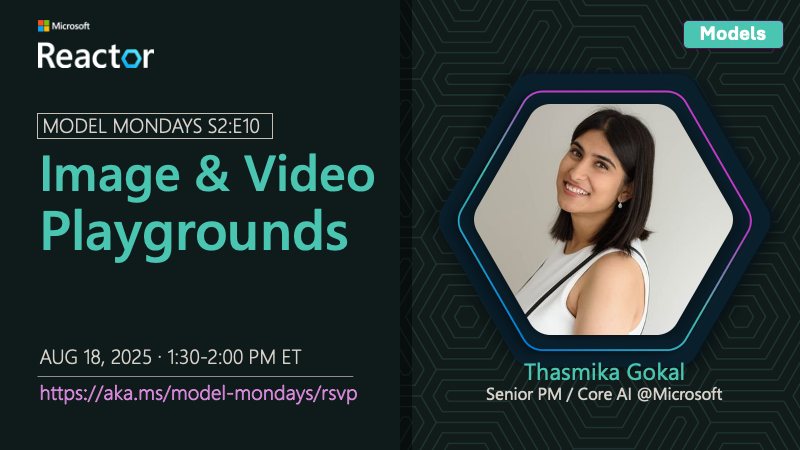 Microsoft
Reactor
MODEL MONDAYS S2:E10
Image & Video
Playgrounds
AUG 18, 2025 · 1:30-2:00 PM ET
https://aka.ms/model-mondays/rsvp
Models
Thasmika Gokal
Senior PM / Core AI @Microsoft